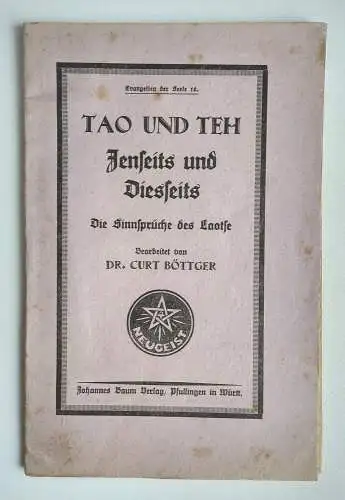 Evangelien der Seele 16.
TAO UND TEH
Jenseits und
Diesseits
Die Sinnsprüche des Laotse
Bearbeitet von
DR. CURT BÖTTGER
NEUGEIST
Johannes Baum Verlag, Pfullingen in Württ.